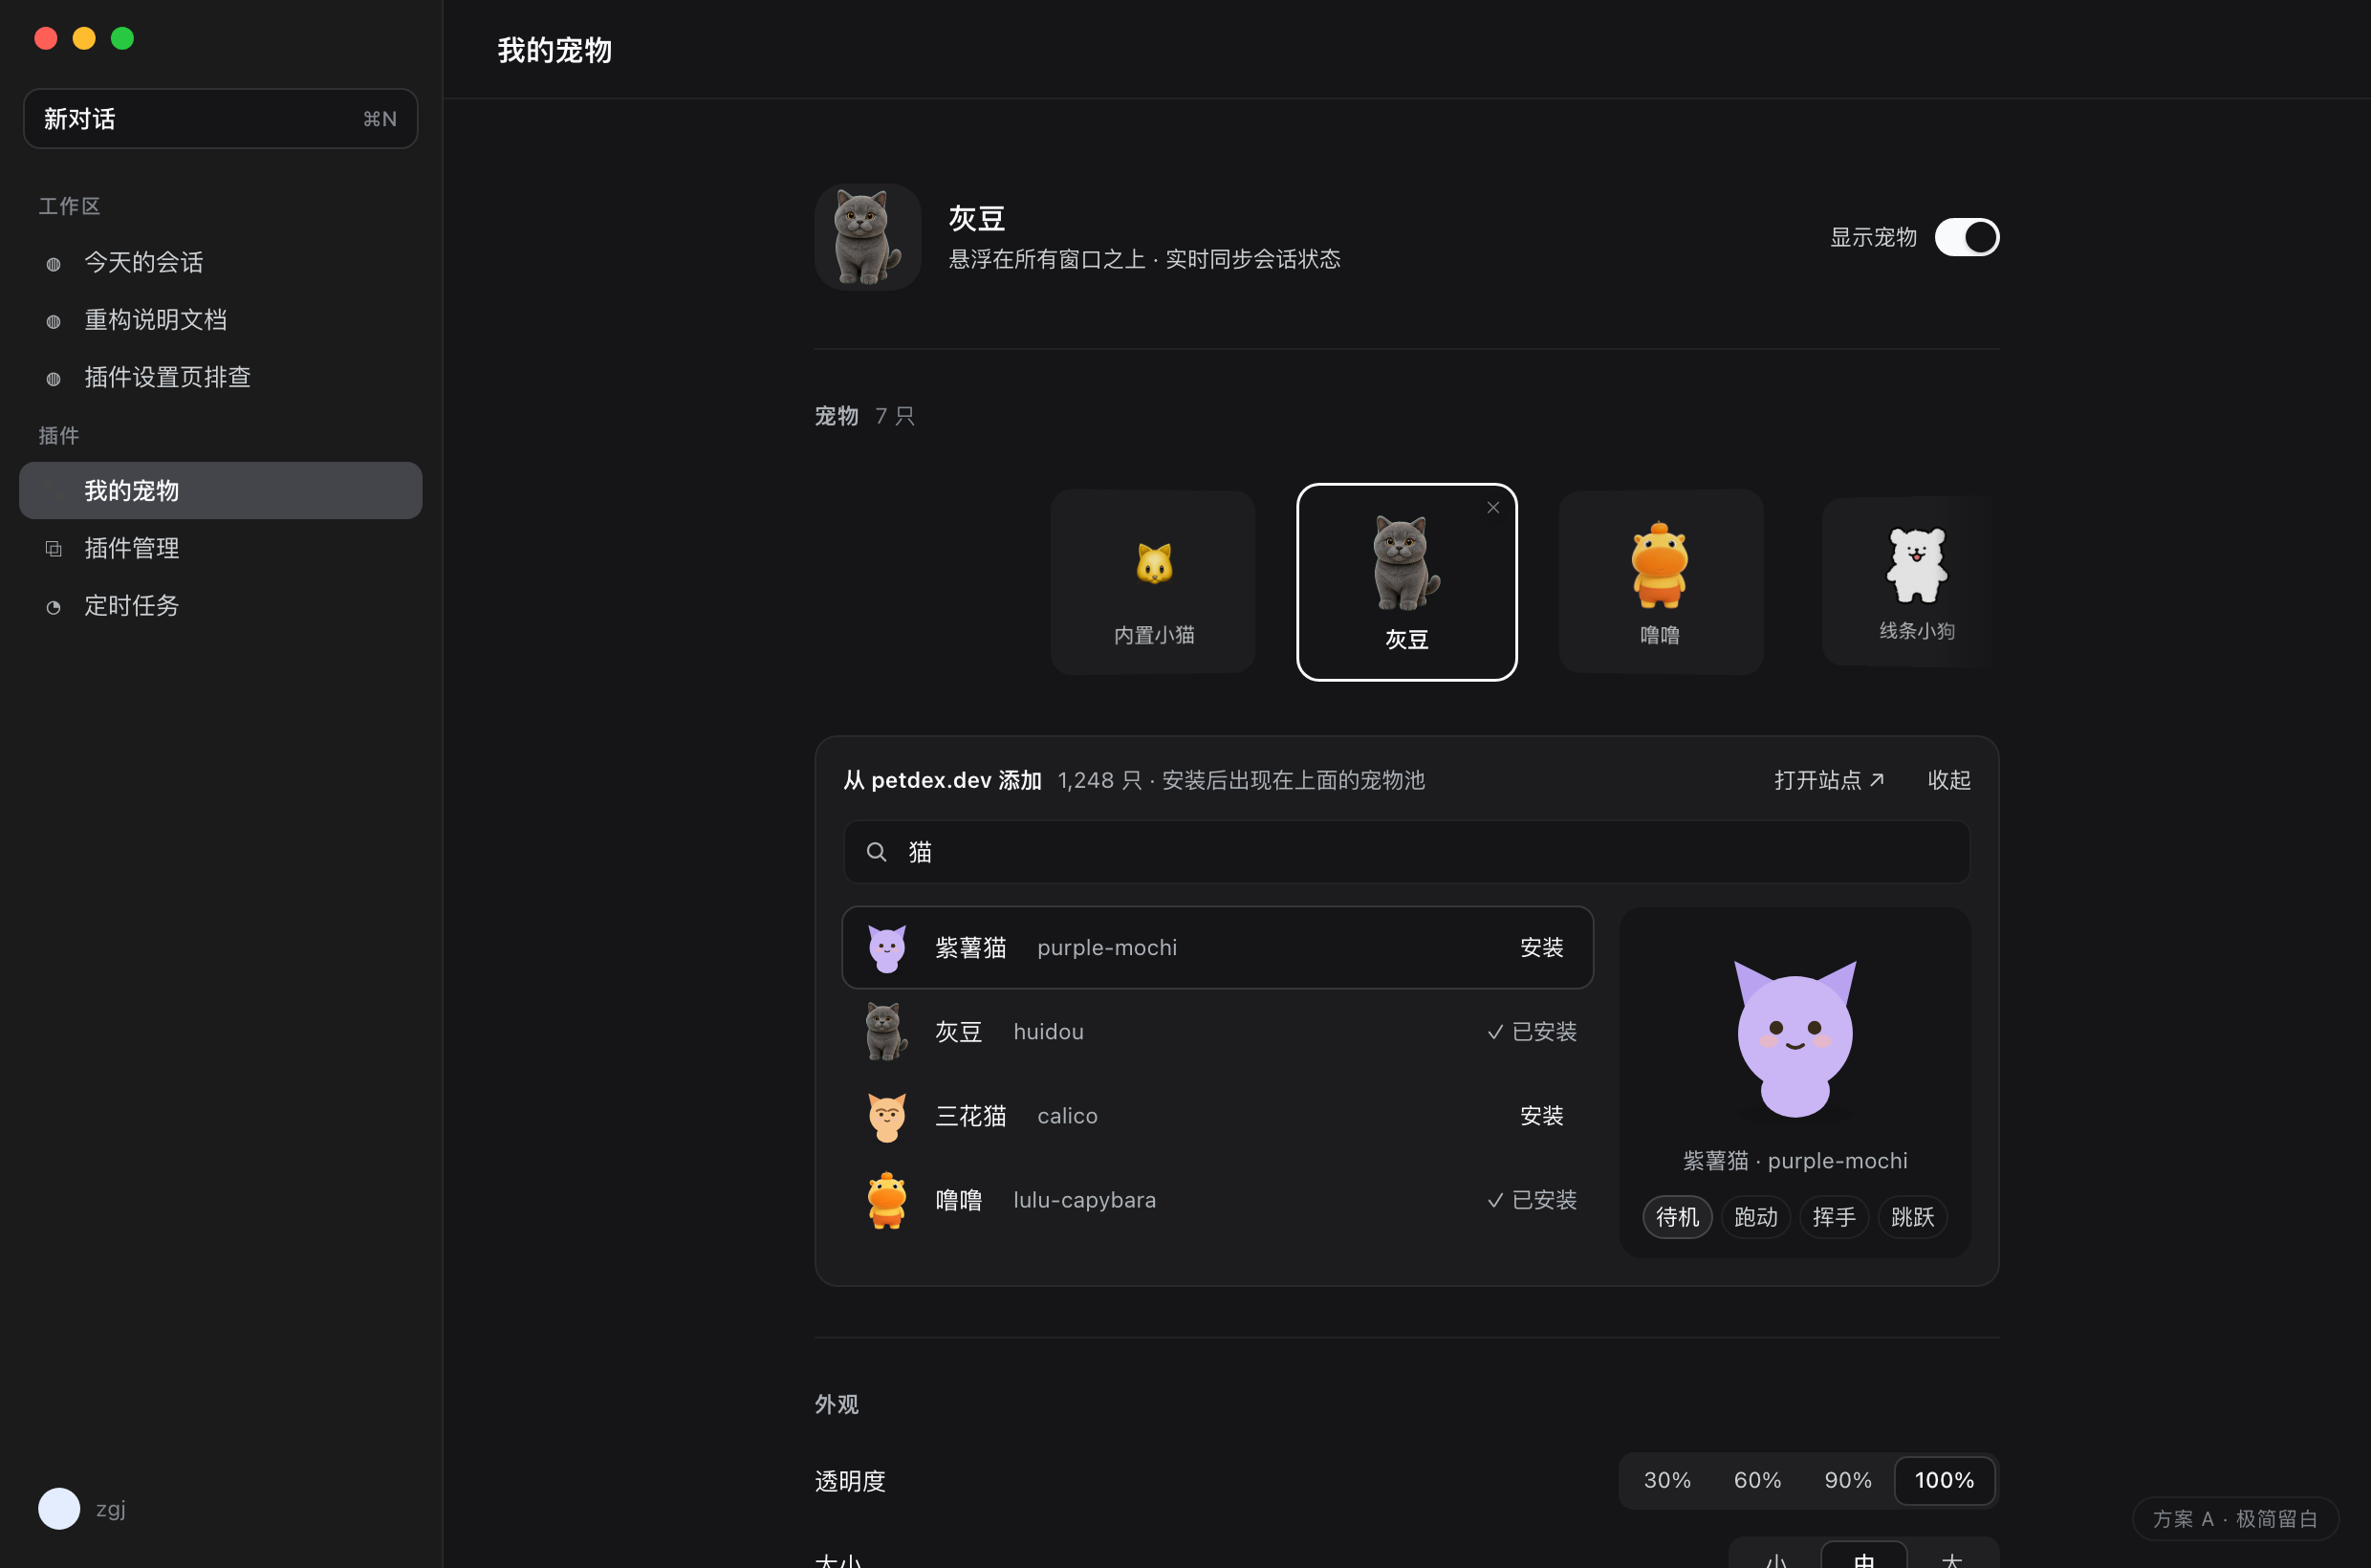 我的宠物
新对话 ⌘N
工作区
今天的会话
重构说明文档
插件设置页排查
插件
我的宠物
插件管理
定时任务
zgj
灰豆
悬浮在所有窗口之上 · 实时同步会话状态
显示宠物
宠物 7 只
内置小猫
灰豆
噜噜
线条小狗
从 petdex.dev 添加 1,248 只 · 安装后出现在上面的宠物池 打开站点 ↗ 收起
猫
紫薯猫 purple-mochi 安装
灰豆 huidou ✓ 已安装
三花猫 calico 安装
噜噜 lulu-capybara ✓ 已安装
紫薯猫 · purple-mochi
待机 跑动 挥手 跳跃
外观
透明度 30% 60% 90% 100%
大小 小 中 大
方案 A · 极简留白